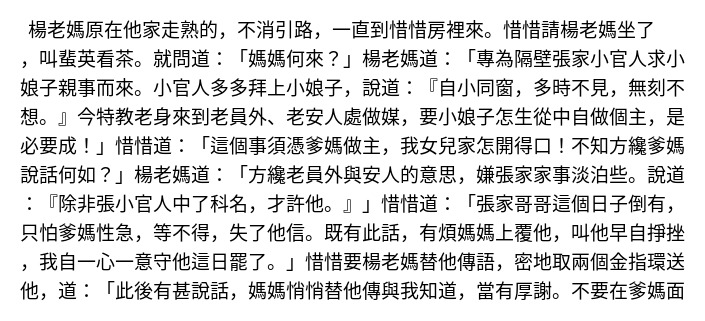 楊老媽原在他家走熟的，不消引路，一直到惜惜房裡來。惜惜請楊老媽坐了
，叫蜚英看茶。就問道：「媽媽何來？」楊老媽道：「專為隔壁張家小官人求小
娘子親事而來。小官人多多拜上小娘子，說道：『自小同窗，多時不見，無刻不
想。』今特教老身來到老員外、老安人處做媒，要小娘子怎生從中自做個主，是
必要成！」惜惜道：「這個事須憑爹媽做主，我女兒家怎開得口！不知方纔爹媽
說話何如？」楊老媽道：「方纔老員外與安人的意思，嫌張家家事淡泊些。說道
：『除非張小官人中了科名，才許他。』」惜惜道：「張家哥哥這個日子倒有，
只怕爹媽性急，等不得，失了他信。既有此話，有煩媽媽上覆他，叫他早自掙挫
，我自一心一意守他這日罷了。」惜惜要楊老媽替他傳語，密地取兩個金指環送
他，道：「此後有甚說話，媽媽悄悄替他傳與我知道，當有厚謝。不要在爹媽面